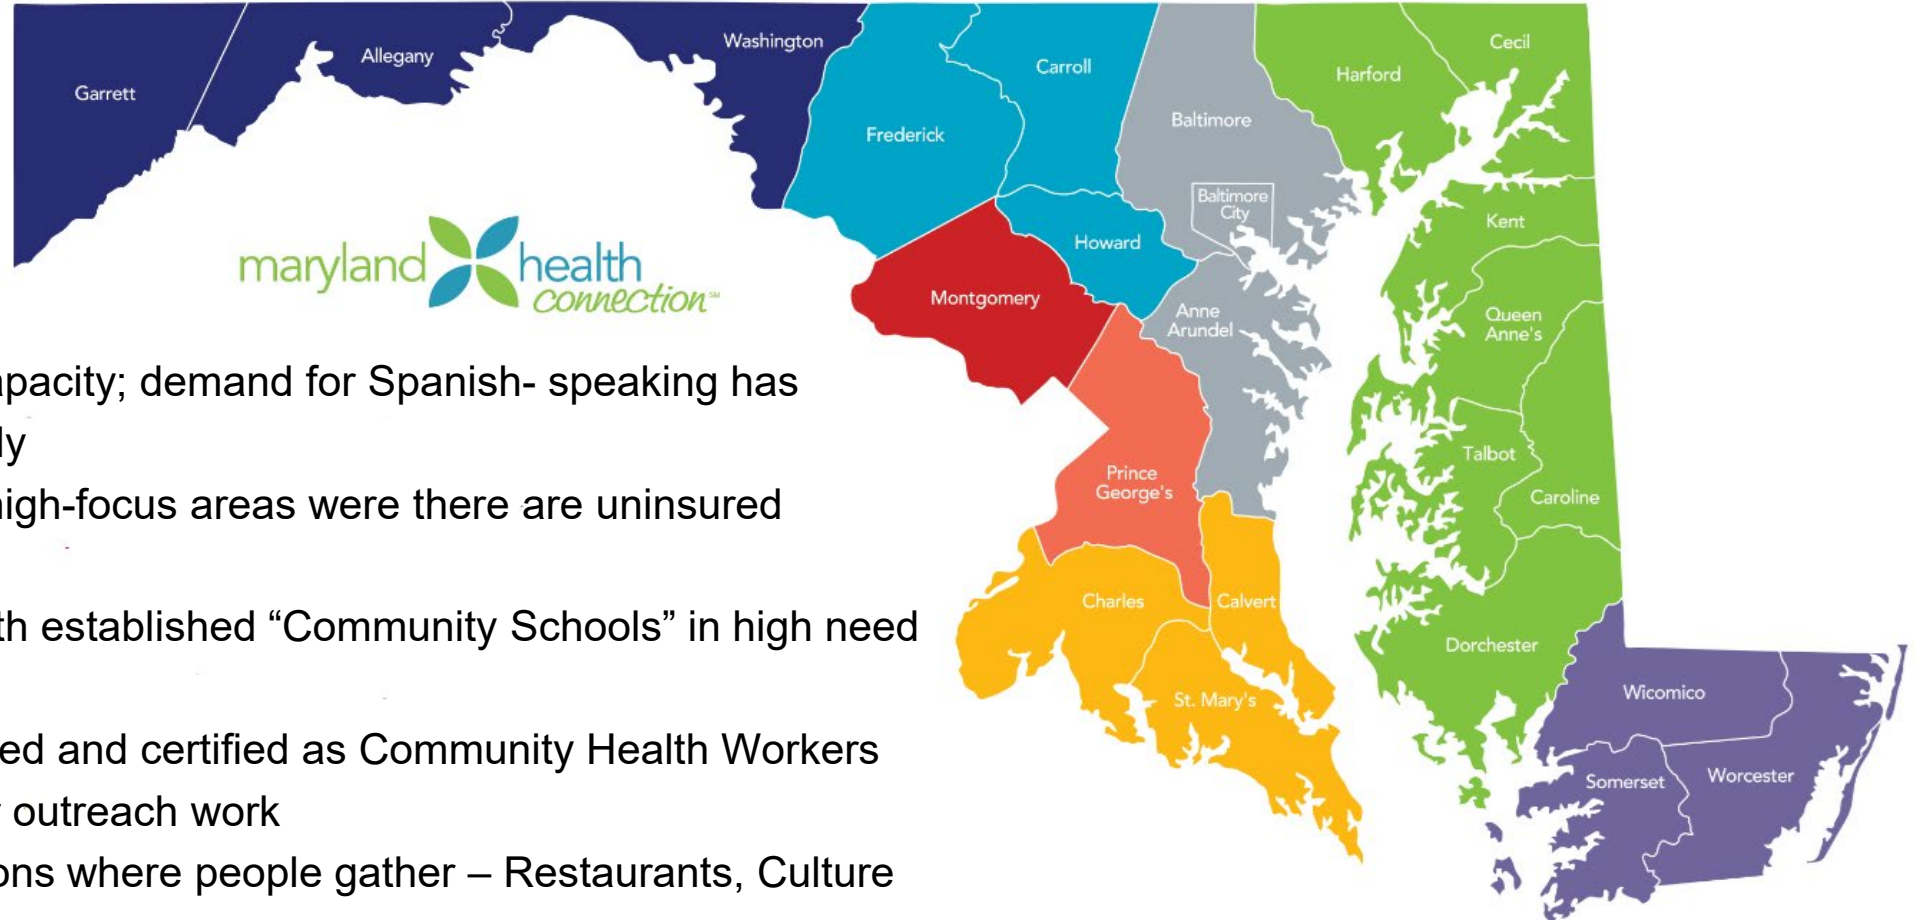 Garrett
Allegany
Washington
Frederick
Carroll
Baltimore
Baltimore
City
Harford
Cecil
Kent
Howard
Montgomery
Anne
Arundel
Queen
Anne's
Talbot
Caroline
Prince
George's
Charles
Calvert
St. Mary's
Dorchester
Wicomico
Somerset
Worcester
maryland health
connection℠
apacity; demand for Spanish- speaking has
ly
high-focus areas were there are uninsured
th established “Community Schools” in high need
ed and certified as Community Health Workers
outreach work
ons where people gather – Restaurants, Culture